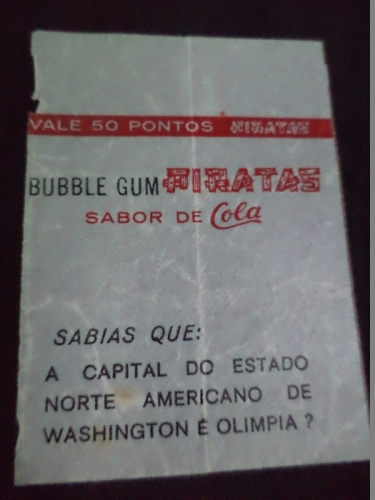 VALE 50 PONTOS PIRATAS
BUBBLE GUM PIRATAS
SABOR DE Cola
SABIAS QUE:
A CAPITAL DO ESTADO
NORTE AMERICANO DE
WASHINGTON É OLIMPIA ?